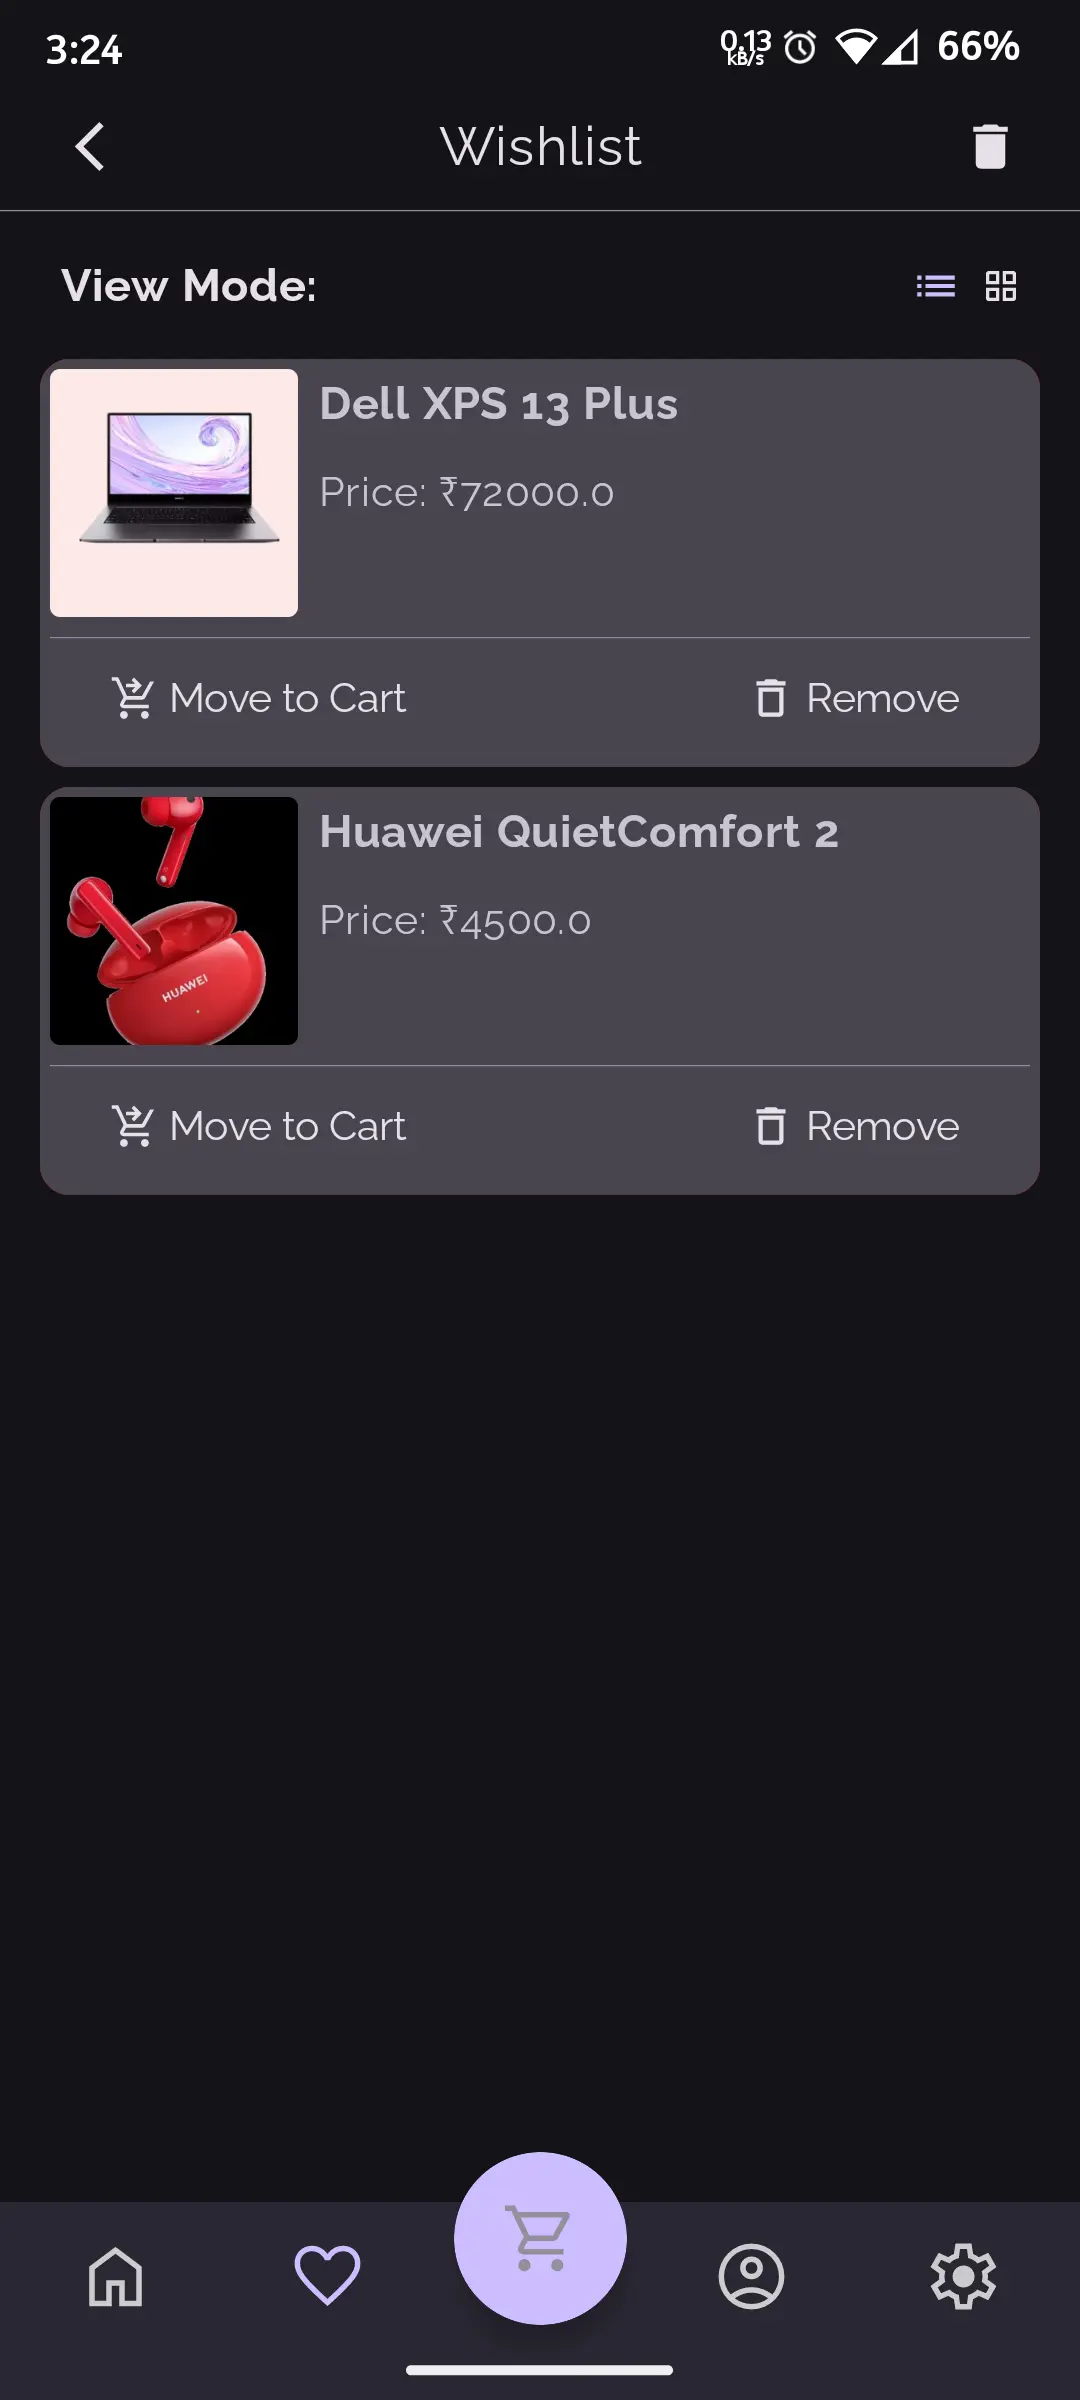 3:24
0.13
kB/s
66%
Wishlist
View Mode:
Dell XPS 13 Plus
Price: ₹72000.0
Move to Cart
Remove
HUAWEI
Huawei QuietComfort 2
Price: ₹4500.0
Move to Cart
Remove